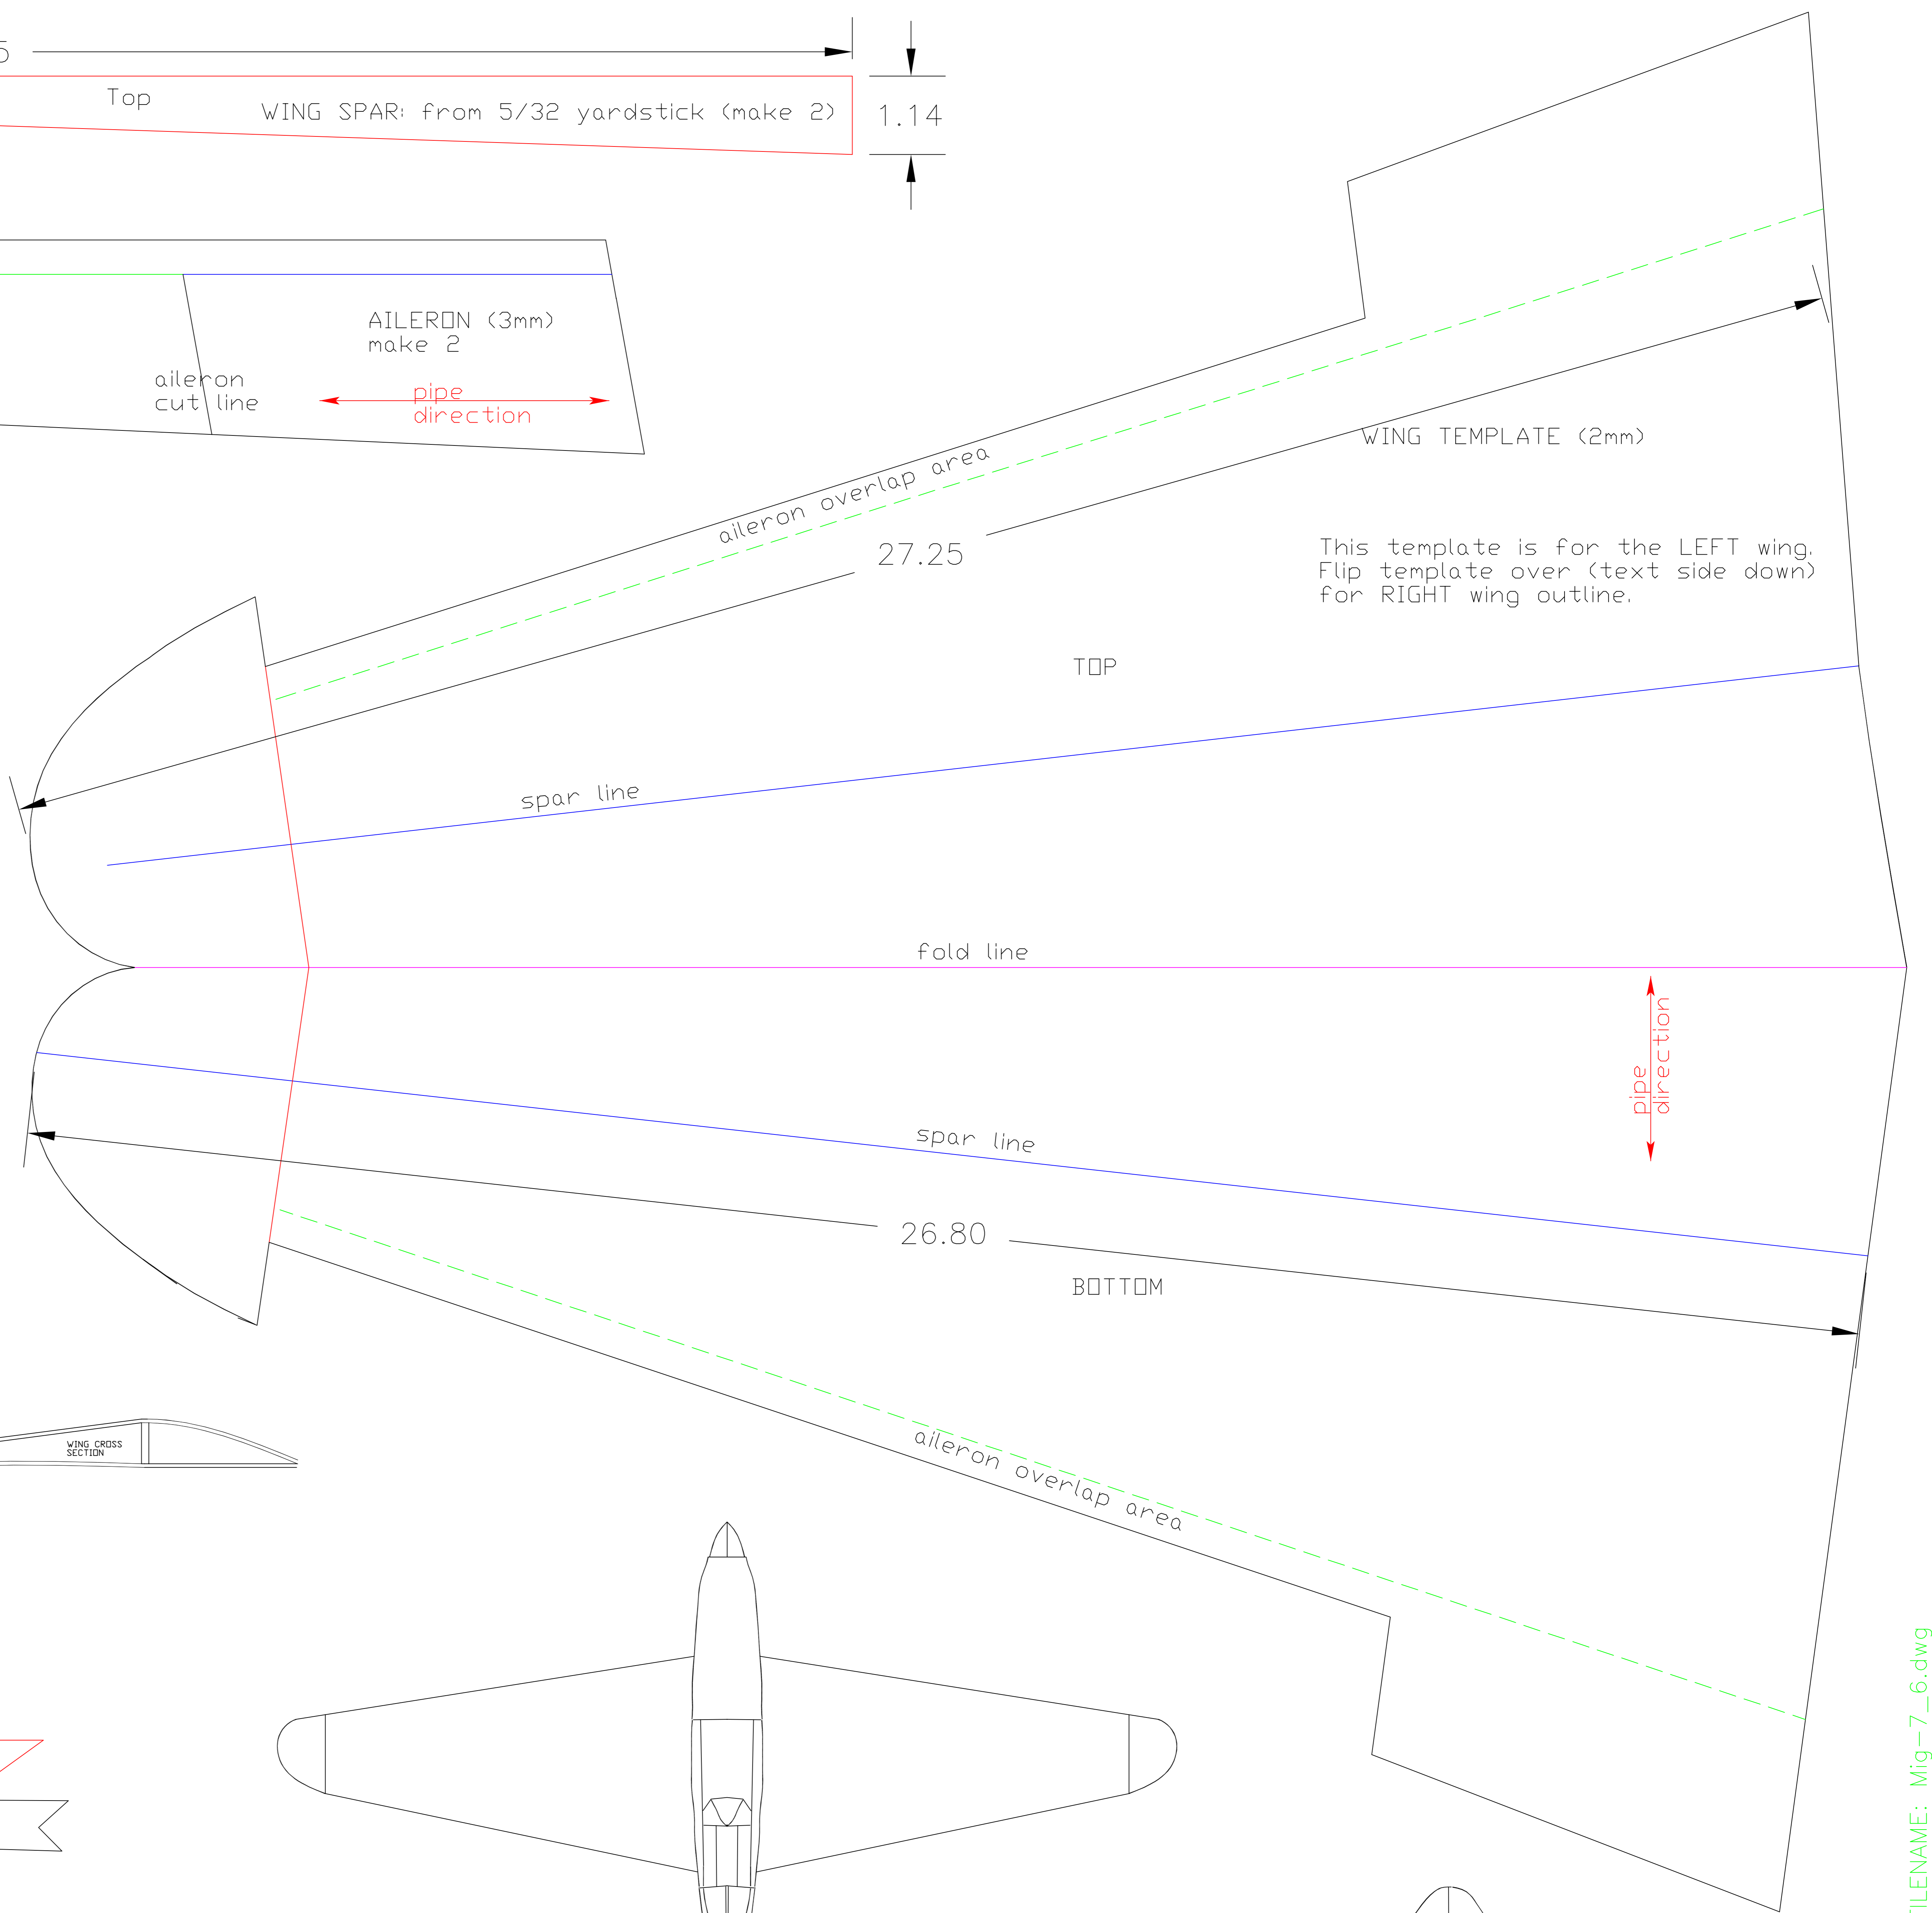 5
Top
WING SPAR: from 5/32 yardstick (make 2)
1.14
AILERON (3mm)
make 2
aileron
cut line
pipe
direction
aileron overlap area
WING TEMPLATE (2mm)
27.25
This template is for the LEFT wing.
Flip template over (text side down)
for RIGHT wing outline.
TOP
spar line
fold line
pipe
direction
spar line
26.80
BOTTOM
aileron overlap area
WING CROSS
SECTION
FILENAME: Mig-7_6.dwg